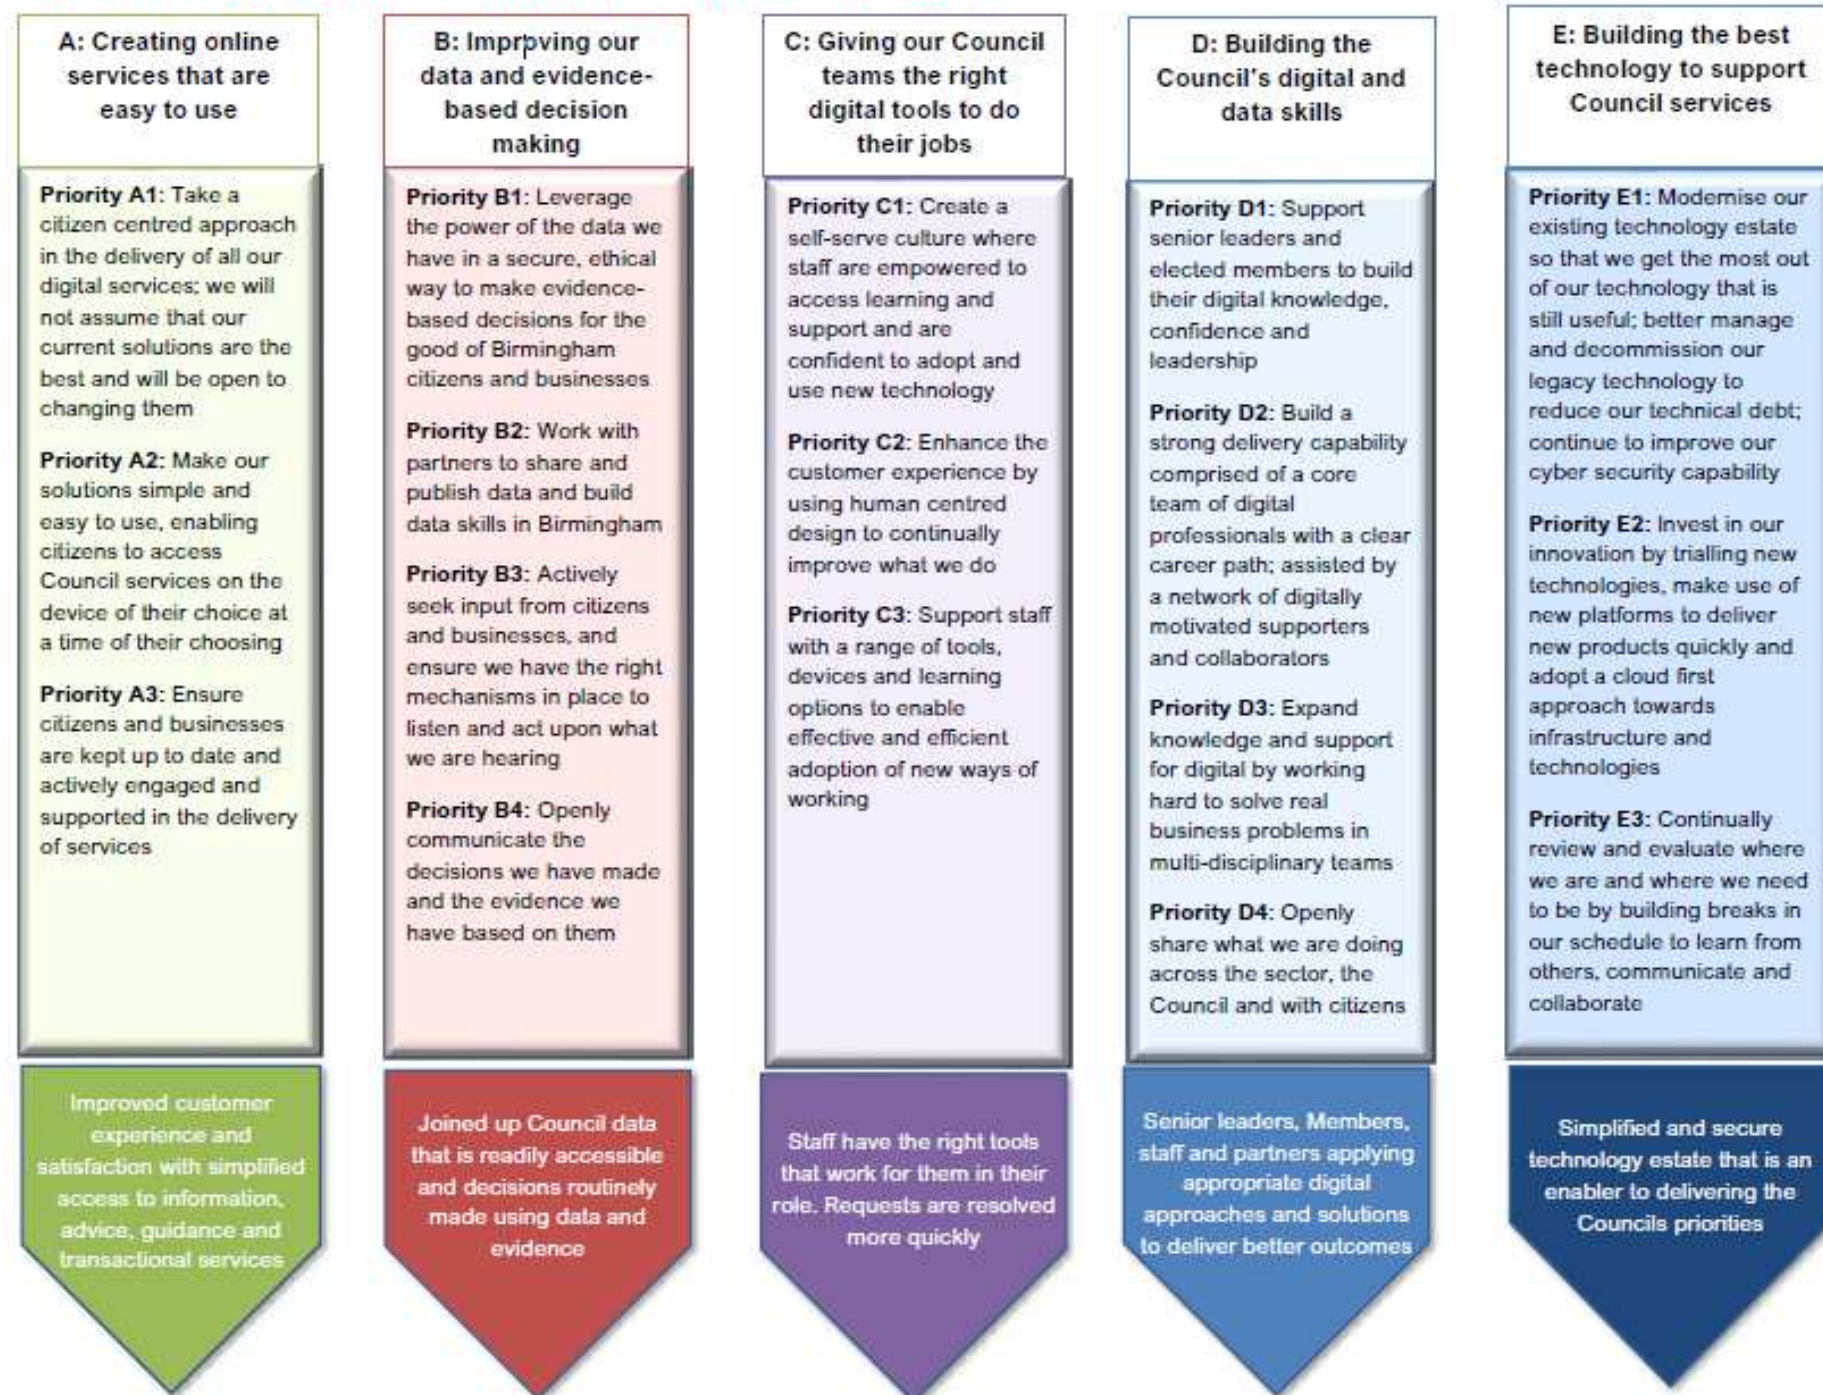 A: Creating online
services that are
easy to use
Priority A1: Take a
citizen centred approach
in the delivery of all our
digital services; we will
not assume that our
current solutions are the
best and will be open to
changing them
Priority A2: Make our
solutions simple and
easy to use, enabling
citizens to access
Council services on the
device of their choice at
a time of their choosing
Priority A3: Ensure
citizens and businesses
are kept up to date and
actively engaged and
supported in the delivery
of services
Improved customer
experience and
satisfaction with simplified
access to information,
advice, guidance and
transactional services
B: Improving our
data and evidence-
based decision
making
Priority B1: Leverage
the power of the data we
have in a secure, ethical
way to make evidence-
based decisions for the
good of Birmingham
citizens and businesses
Priority B2: Work with
partners to share and
publish data and build
data skills in Birmingham
Priority B3: Actively
seek input from citizens
and businesses, and
ensure we have the right
mechanisms in place to
listen and act upon what
we are hearing
Priority B4: Openly
communicate the
decisions we have made
and the evidence we
have based on them
Joined up Council data
that is readily accessible
and decisions routinely
made using data and
evidence
C: Giving our Council
teams the right
digital tools to do
their jobs
Priority C1: Create a
self-serve culture where
staff are empowered to
access learning and
support and are
confident to adopt and
use new technology
Priority C2: Enhance the
customer experience by
using human centred
design to continually
improve what we do
Priority C3: Support staff
with a range of tools,
devices and learning
options to enable
effective and efficient
adoption of new ways of
working
Staff have the right tools
that work for them in their
role. Requests are resolved
more quickly
D: Building the
Council's digital and
data skills
Priority D1: Support
senior leaders and
elected members to build
their digital knowledge,
confidence and
leadership
Priority D2: Build a
strong delivery capability
comprised of a core
team of digital
professionals with a clear
career path; assisted by
a network of digitally
motivated supporters
and collaborators
Priority D3: Expand
knowledge and support
for digital by working
hard to solve real
business problems in
multi-disciplinary teams
Priority D4: Openly
share what we are doing
across the sector, the
Council and with citizens
Senior leaders, Members,
staff and partners applying
appropriate digital
approaches and solutions
to deliver better outcomes
E: Building the best
technology to support
Council services
Priority E1: Modernise our
existing technology estate
so that we get the most out
of our technology that is
still useful; better manage
and decommission our
legacy technology to
reduce our technical debt;
continue to improve our
cyber security capability
Priority E2: Invest in our
innovation by trialling new
technologies, make use of
new platforms to deliver
new products quickly and
adopt a cloud first
approach towards
infrastructure and
technologies
Priority E3: Continually
review and evaluate where
we are and where we need
to be by building breaks in
our schedule to learn from
others, communicate and
collaborate
Simplified and secure
technology estate that is an
enabler to delivering the
Councils priorities